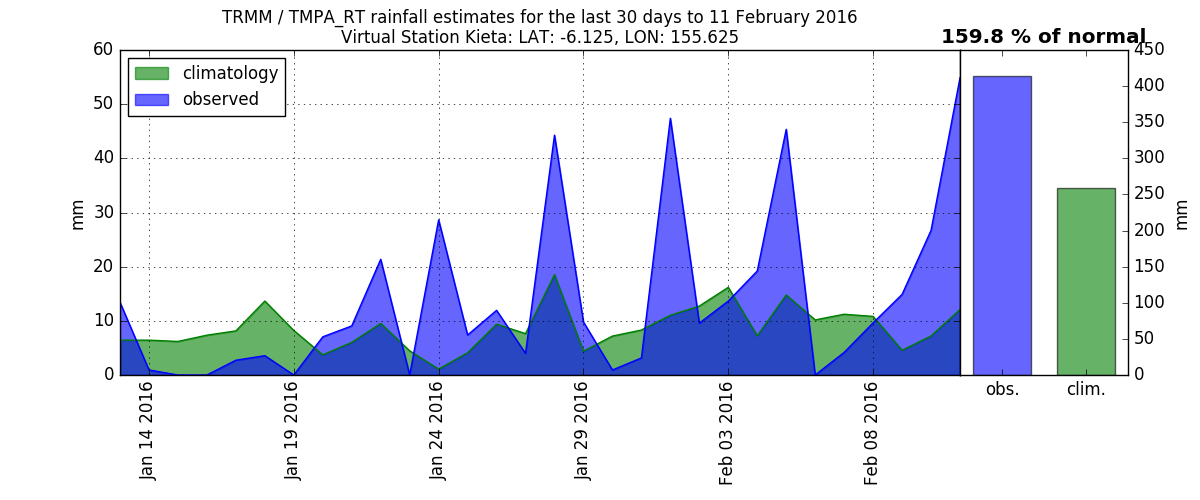 TRMM / TMPA_RT rainfall estimates for the last 30 days to 11 February 2016
Virtual Station Kieta: LAT: -6.125, LON: 155.625
159.8 % of normal
climatology
observed
60
50
40
30
20
10
0
mm
Jan 14 2016
Jan 19 2016
Jan 24 2016
Jan 29 2016
Feb 03 2016
Feb 08 2016
450
400
350
300
250
200
150
100
50
0
mm
obs.
clim.